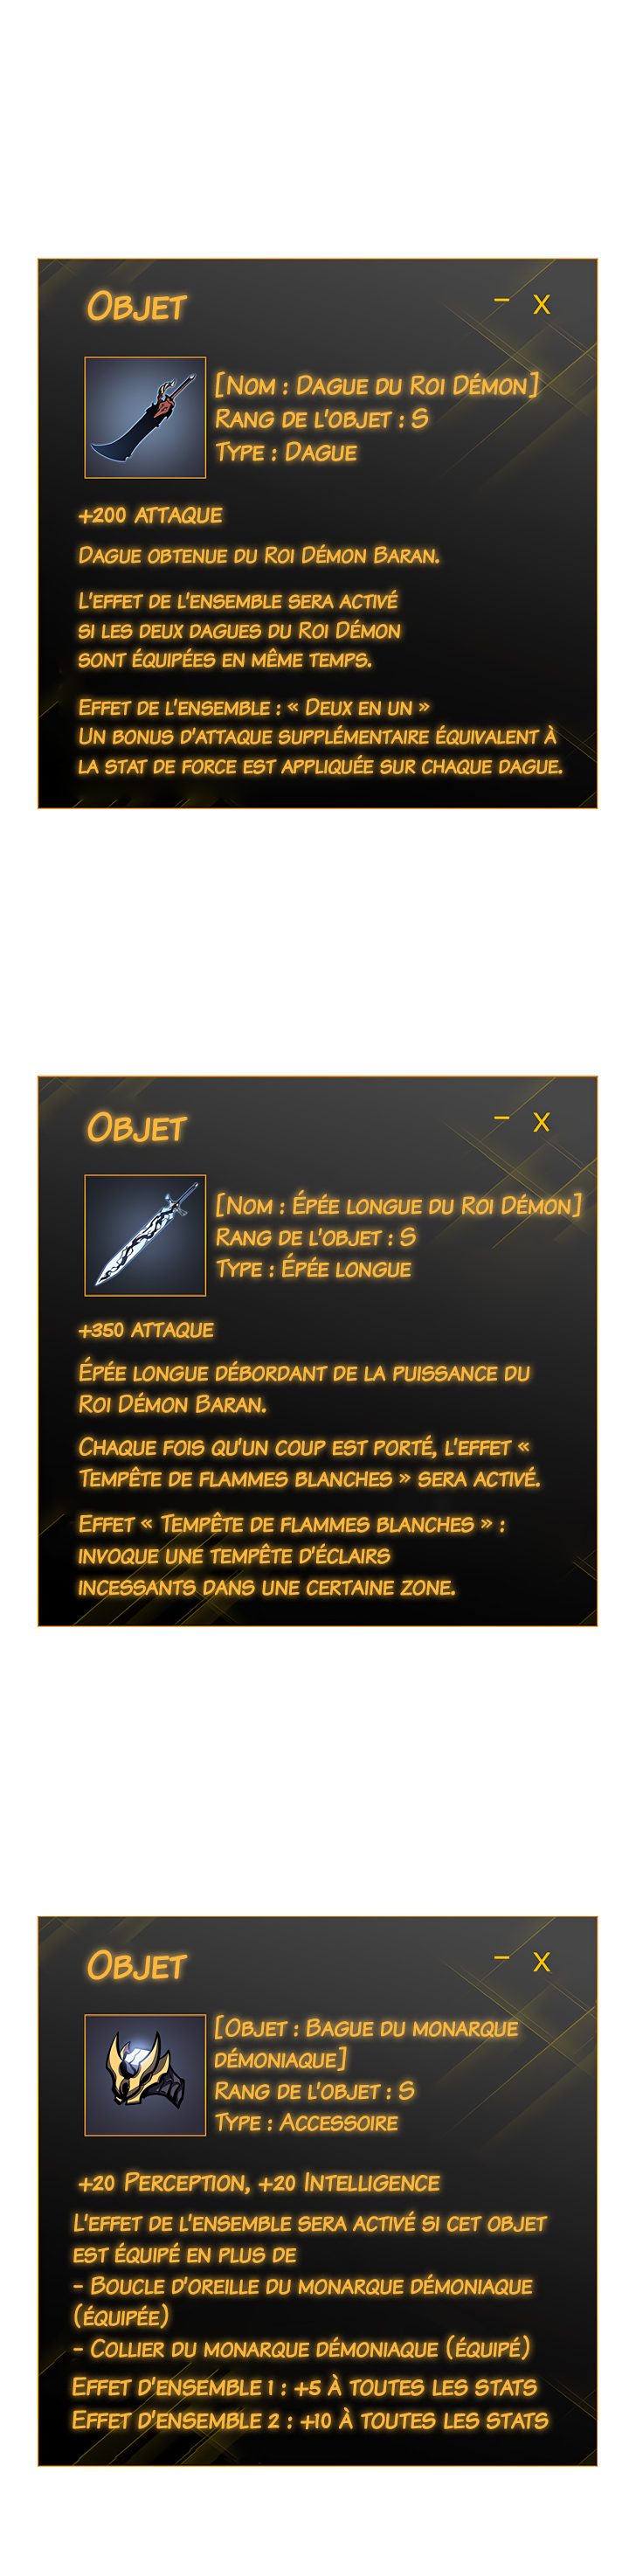 Objet
– X
[Nom : Dague du Roi Démon]
Rang de l'objet : S
Type : Dague
+200 attaque
Dague obtenue du Roi Démon Baran.
L'effet de l'ensemble sera activé
si les deux dagues du Roi Démon
sont équipées en même temps.
Effet de l'ensemble : « Deux en un »
Un bonus d'attaque supplémentaire équivalent à
la stat de force est appliquée sur chaque dague.
Objet
– X
[Nom : Épée longue du Roi Démon]
Rang de l'objet : S
Type : Épée longue
+350 attaque
Épée longue débordant de la puissance du
Roi Démon Baran.
Chaque fois qu'un coup est porté, l'effet «
Tempête de flammes blanches » sera activé.
Effet « Tempête de flammes blanches » :
invoque une tempête d'éclairs
incessants dans une certaine zone.
Objet
– X
[Objet : Bague du monarque
démoniaque]
Rang de l'objet : S
Type : Accessoire
+20 Perception, +20 Intelligence
L'effet de l'ensemble sera activé si cet objet
est équipé en plus de
- Boucle d'oreille du monarque démoniaque
(équipée)
- Collier du monarque démoniaque (équipé)
Effet d'ensemble 1 : +5 À toutes les stats
Effet d'ensemble 2 : +10 À toutes les stats